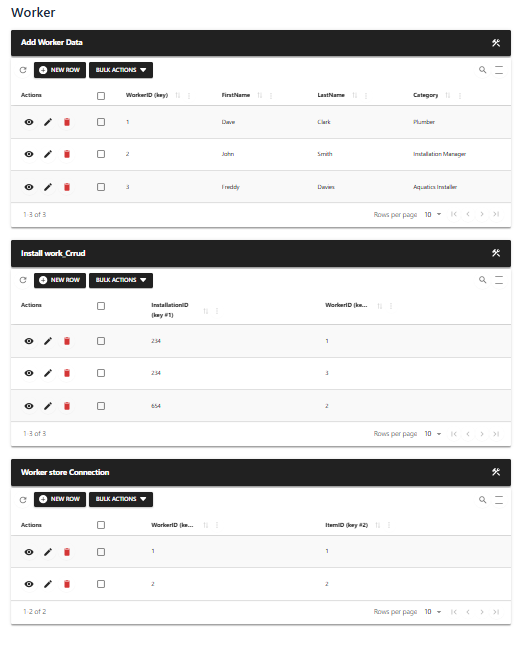 Worker
Add Worker Data
NEW ROW BULK ACTIONS
Actions WorkerID (key) FirstName LastName Category
1 Dave Clark Plumber
2 John Smith Installation Manager
3 Freddy Davies Aquatics Installer
1-3 of 3 Rows per page 10
Install work_Crrud
NEW ROW BULK ACTIONS
Actions InstallationID (key #1) WorkerID (ke...
234 1
234 3
654 2
1-3 of 3 Rows per page 10
Worker store Connection
NEW ROW BULK ACTIONS
Actions WorkerID (ke... ItemID (key #2)
1 1
2 2
1-2 of 2 Rows per page 10